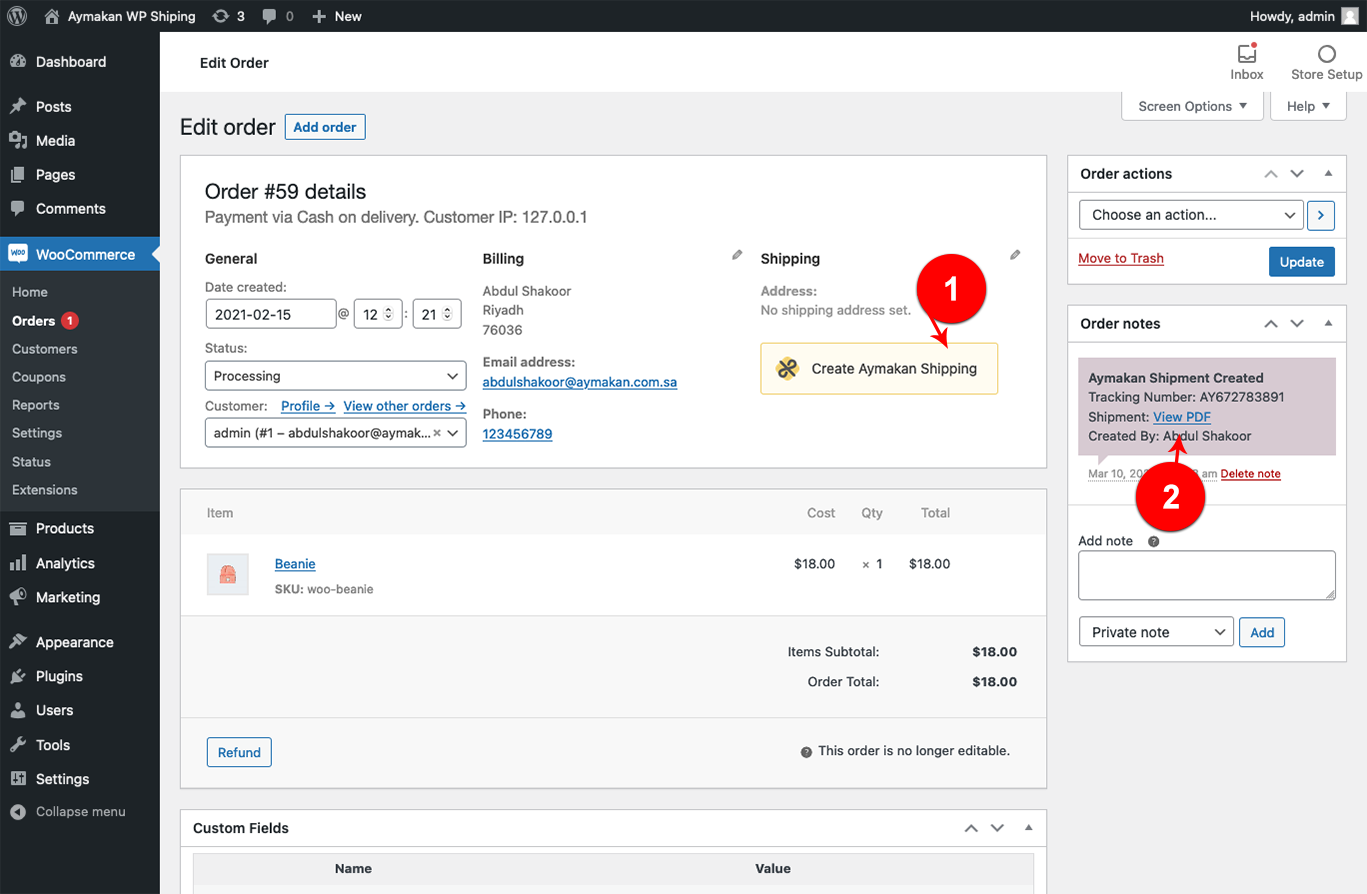 Aymakan WP Shiping 3 0 New Howdy, admin
Dashboard
Posts
Media
Pages
Comments
WOO WooCommerce
Home
Orders 1
Customers
Coupons
Reports
Settings
Status
Extensions
Products
Analytics
Marketing
Appearance
Plugins
Users
Tools
Settings
Collapse menu
Edit Order
Inbox
Store Setup
Screen Options
Help
Edit order
Add order
Order #59 details
Payment via Cash on delivery. Customer IP: 127.0.0.1
General
Date created:
2021-02-15 @ 12 : 21
Status:
Processing
Customer: Profile → View other orders →
admin (#1 – abdulshakoor@aymak... ×
Billing
Abdul Shakoor
Riyadh
76036
Email address:
abdulshakoor@aymakan.com.sa
Phone:
123456789
Shipping
Address:
No shipping address set.
1
Create Aymakan Shipping
Item Cost Qty Total
Beanie $18.00 × 1 $18.00
SKU: woo-beanie
Items Subtotal: $18.00
Order Total: $18.00
Refund
This order is no longer editable.
Custom Fields
Name Value
Order actions
Choose an action...
Move to Trash
Update
Order notes
Aymakan Shipment Created
Tracking Number: AY672783891
Shipment: View PDF
Created By: Abdul Shakoor
Mar 10, am Delete note
2
Add note
Private note
Add